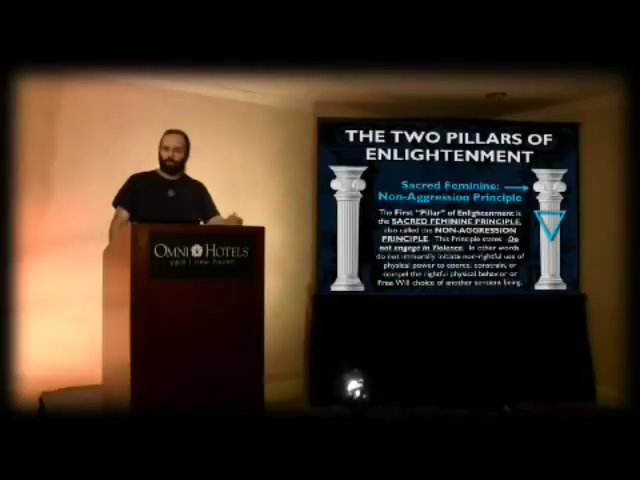 THE TWO PILLARS OF
ENLIGHTENMENT
Sacred Feminine:
Non-Aggression Principle
The First "Pillar" of Enlightenment is
the SACRED FEMININE PRINCIPLE,
also called the NON-AGGRESSION
PRINCIPLE. This Principle states: Do
not engage in Violence. In other words,
do not immorally initiate non-rightful use of
physical power to coerce, constrain, or
compel the rightful physical behavior or
Free Will choice of another sentient being.
OMNI HOTELS
yale | new haven